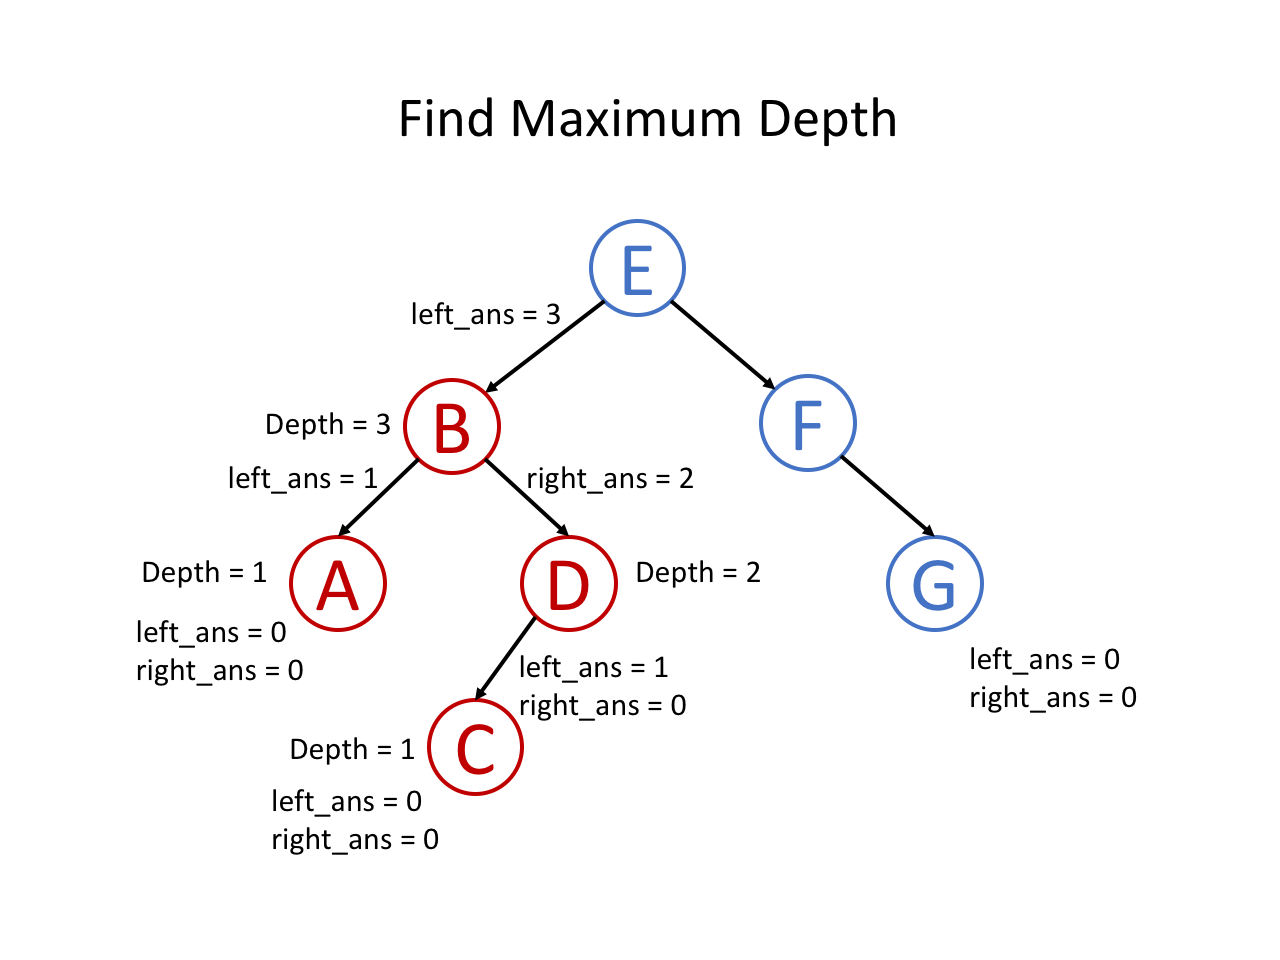 Find Maximum Depth
E
left_ans = 3
B
F
Depth = 3
left_ans = 1
right_ans = 2
A
D
G
Depth = 1
Depth = 2
left_ans = 0
right_ans = 0
left_ans = 1
right_ans = 0
left_ans = 0
right_ans = 0
C
Depth = 1
left_ans = 0
right_ans = 0